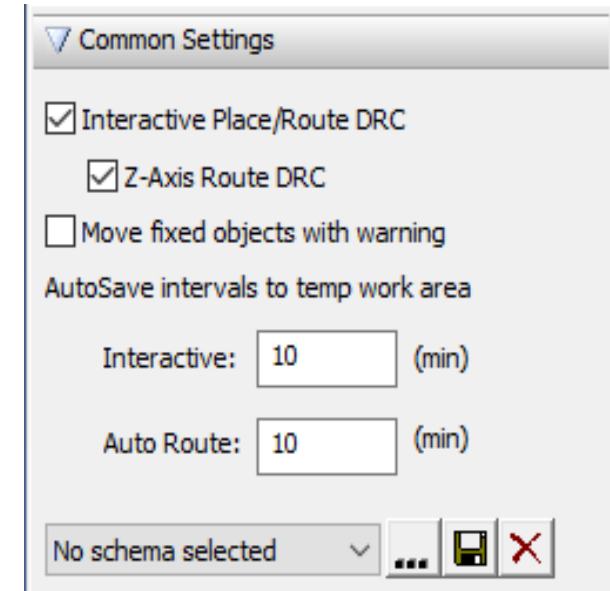 Common Settings
Interactive Place/Route DRC
Z-Axis Route DRC
Move fixed objects with warning
AutoSave intervals to temp work area
Interactive: 10 (min)
Auto Route: 10 (min)
No schema selected ...